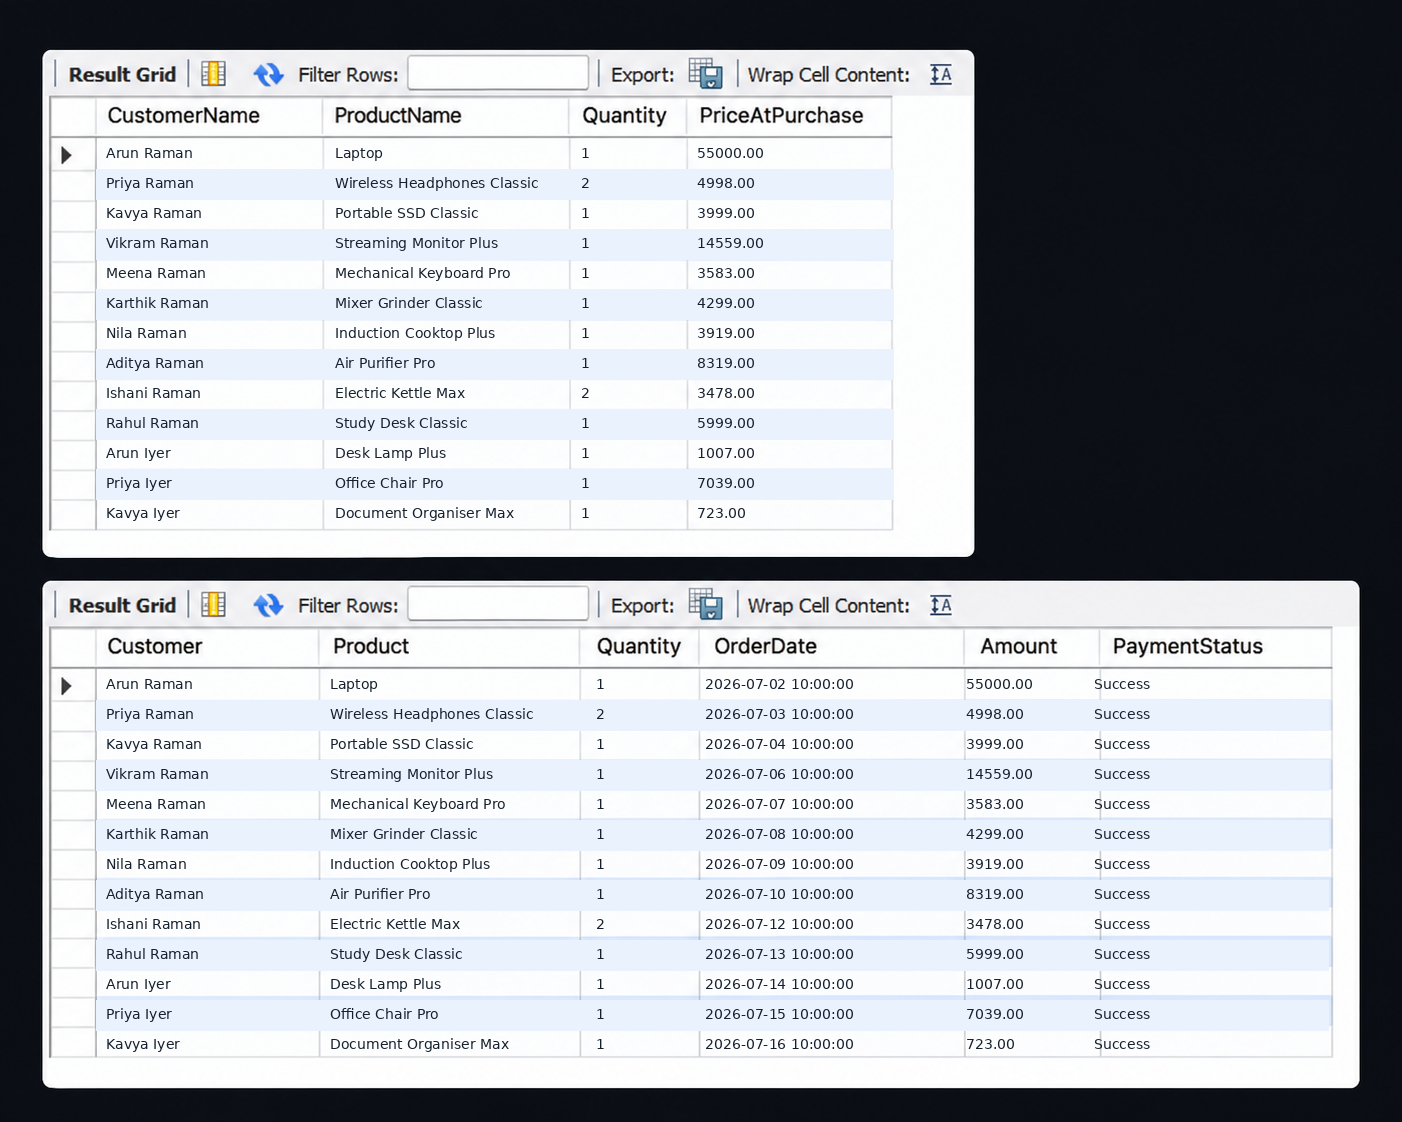 Result Grid Filter Rows: Export: Wrap Cell Content: A
CustomerName ProductName Quantity PriceAtPurchase
Arun Raman Laptop 1 55000.00
Priya Raman Wireless Headphones Classic 2 4998.00
Kavya Raman Portable SSD Classic 1 3999.00
Vikram Raman Streaming Monitor Plus 1 14559.00
Meena Raman Mechanical Keyboard Pro 1 3583.00
Karthik Raman Mixer Grinder Classic 1 4299.00
Nila Raman Induction Cooktop Plus 1 3919.00
Aditya Raman Air Purifier Pro 1 8319.00
Ishani Raman Electric Kettle Max 2 3478.00
Rahul Raman Study Desk Classic 1 5999.00
Arun Iyer Desk Lamp Plus 1 1007.00
Priya Iyer Office Chair Pro 1 7039.00
Kavya Iyer Document Organiser Max 1 723.00
Result Grid Filter Rows: Export: Wrap Cell Content: A
Customer Product Quantity OrderDate Amount PaymentStatus
Arun Raman Laptop 1 2026-07-02 10:00:00 55000.00 Success
Priya Raman Wireless Headphones Classic 2 2026-07-03 10:00:00 4998.00 Success
Kavya Raman Portable SSD Classic 1 2026-07-04 10:00:00 3999.00 Success
Vikram Raman Streaming Monitor Plus 1 2026-07-06 10:00:00 14559.00 Success
Meena Raman Mechanical Keyboard Pro 1 2026-07-07 10:00:00 3583.00 Success
Karthik Raman Mixer Grinder Classic 1 2026-07-08 10:00:00 4299.00 Success
Nila Raman Induction Cooktop Plus 1 2026-07-09 10:00:00 3919.00 Success
Aditya Raman Air Purifier Pro 1 2026-07-10 10:00:00 8319.00 Success
Ishani Raman Electric Kettle Max 2 2026-07-12 10:00:00 3478.00 Success
Rahul Raman Study Desk Classic 1 2026-07-13 10:00:00 5999.00 Success
Arun Iyer Desk Lamp Plus 1 2026-07-14 10:00:00 1007.00 Success
Priya Iyer Office Chair Pro 1 2026-07-15 10:00:00 7039.00 Success
Kavya Iyer Document Organiser Max 1 2026-07-16 10:00:00 723.00 Success